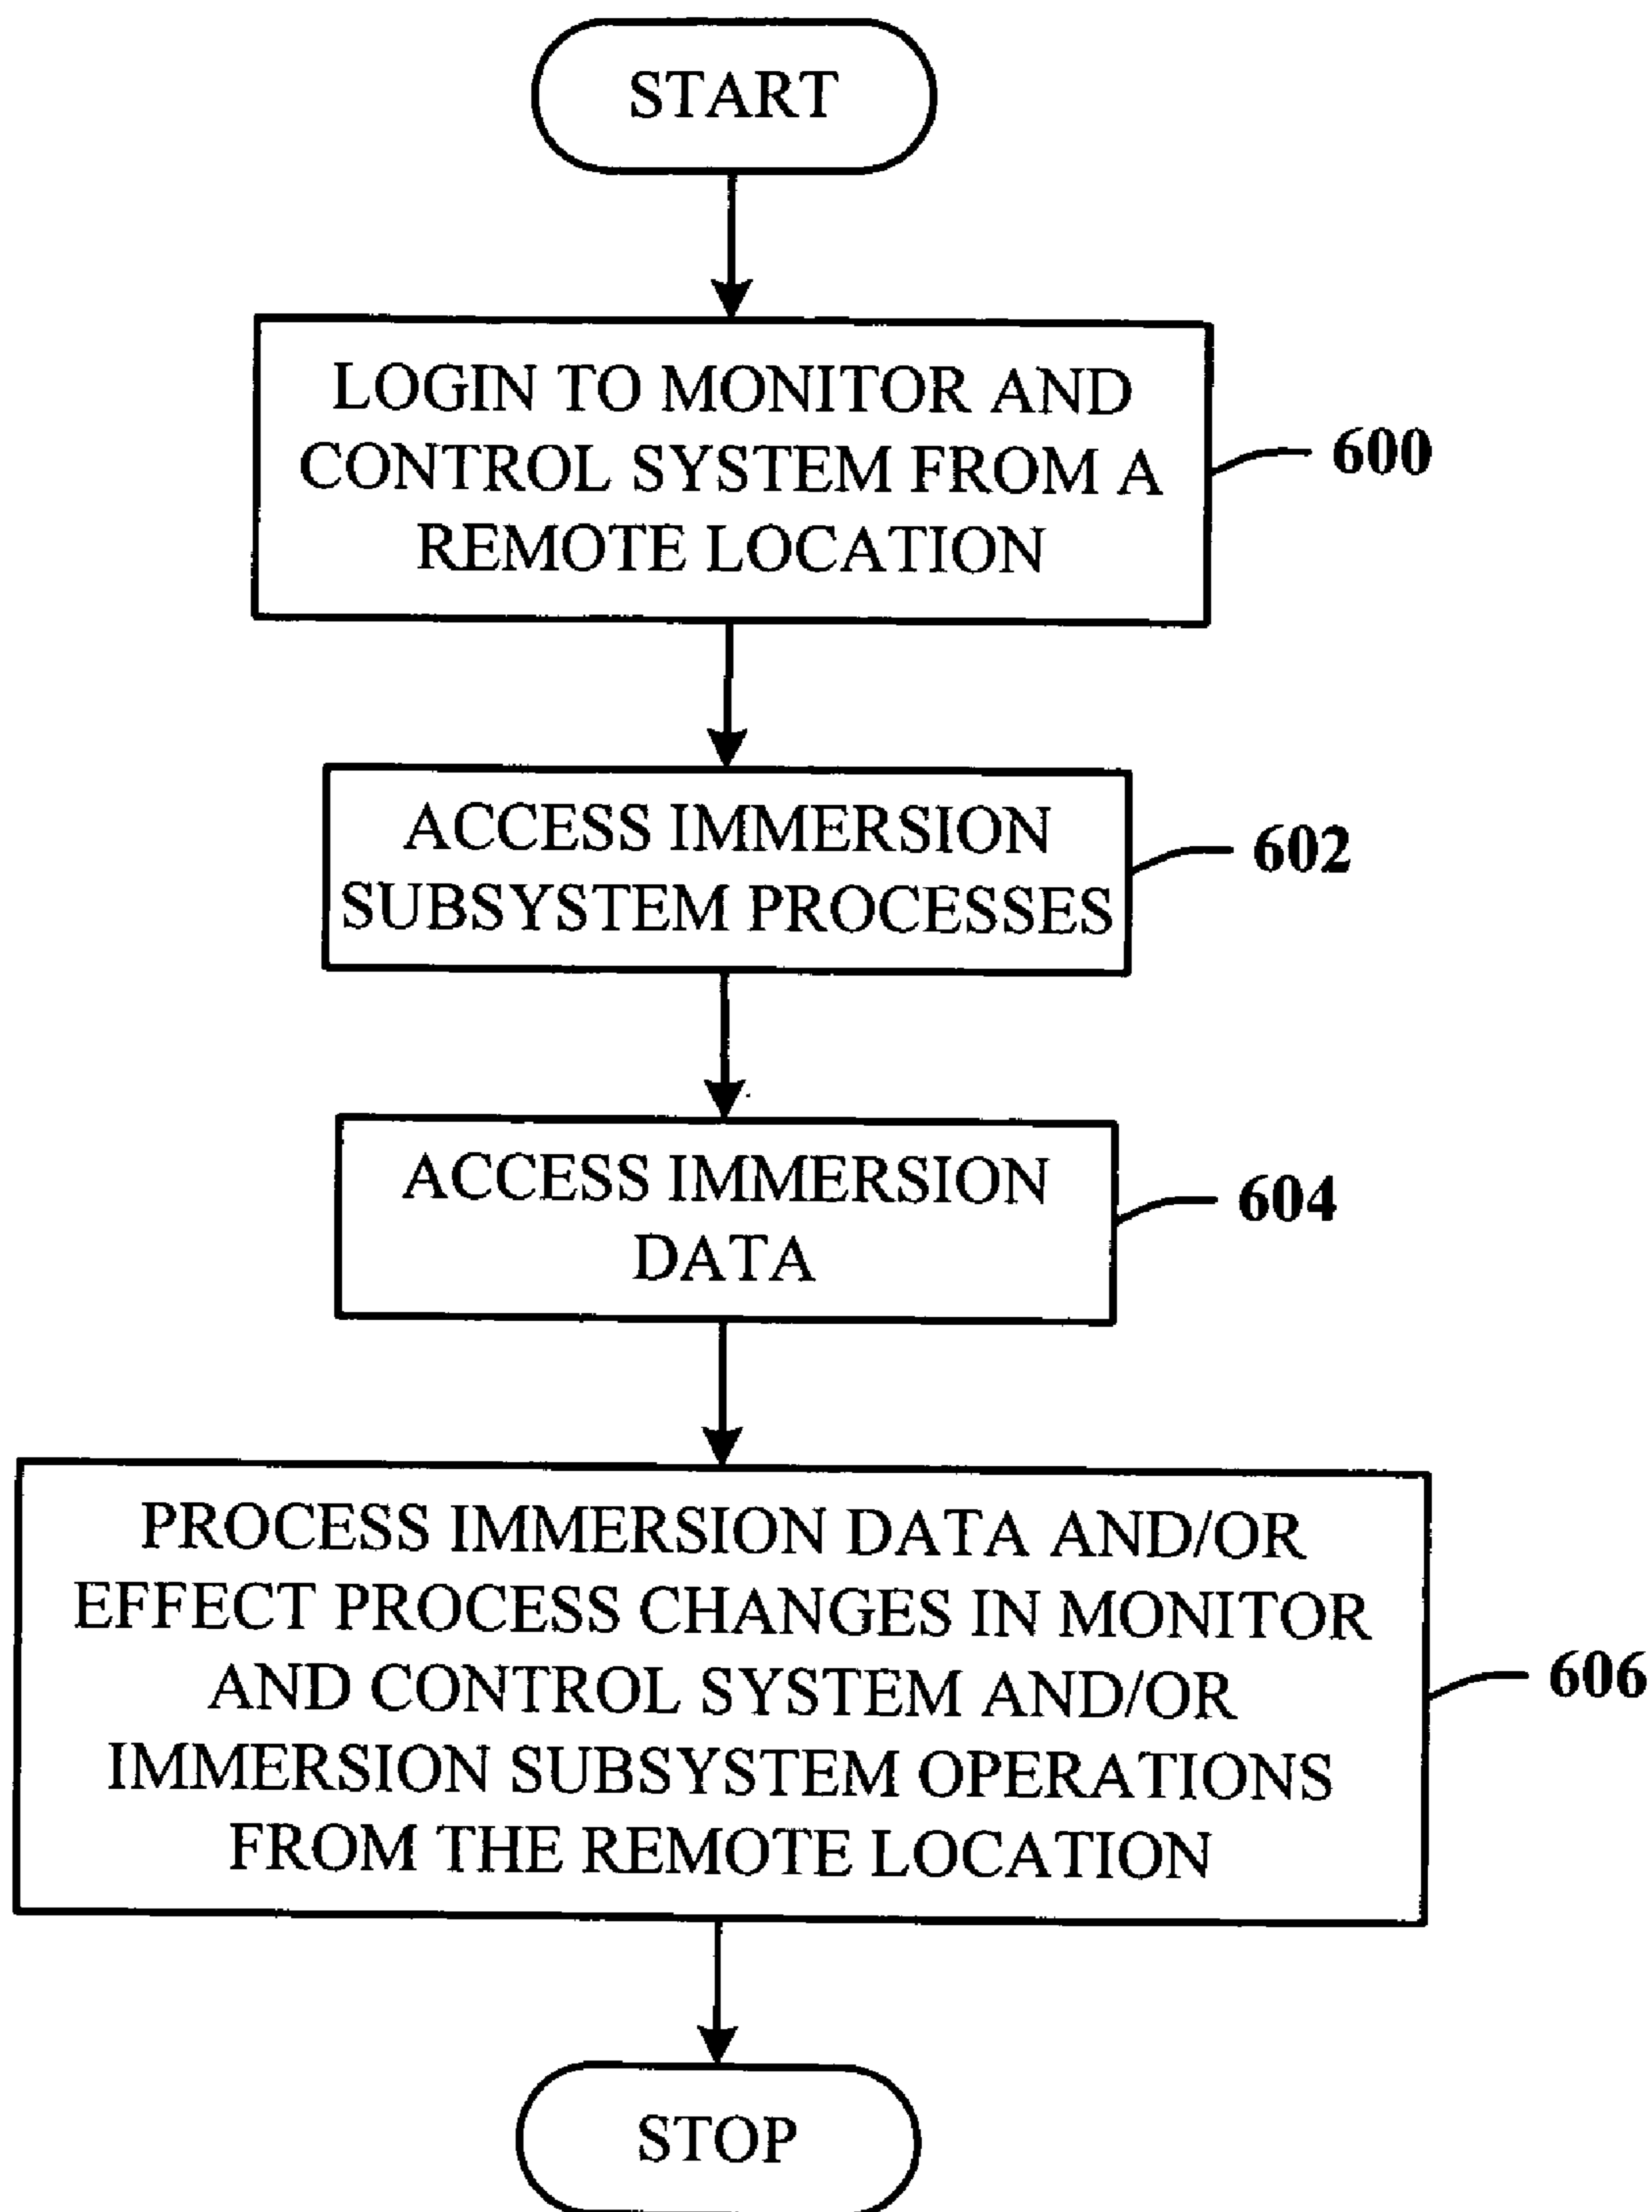 START
LOGIN TO MONITOR AND
CONTROL SYSTEM FROM A
REMOTE LOCATION
600
ACCESS IMMERSION
SUBSYSTEM PROCESSES
602
ACCESS IMMERSION
DATA
604
PROCESS IMMERSION DATA AND/OR
EFFECT PROCESS CHANGES IN MONITOR
AND CONTROL SYSTEM AND/OR
IMMERSION SUBSYSTEM OPERATIONS
FROM THE REMOTE LOCATION
606
STOP